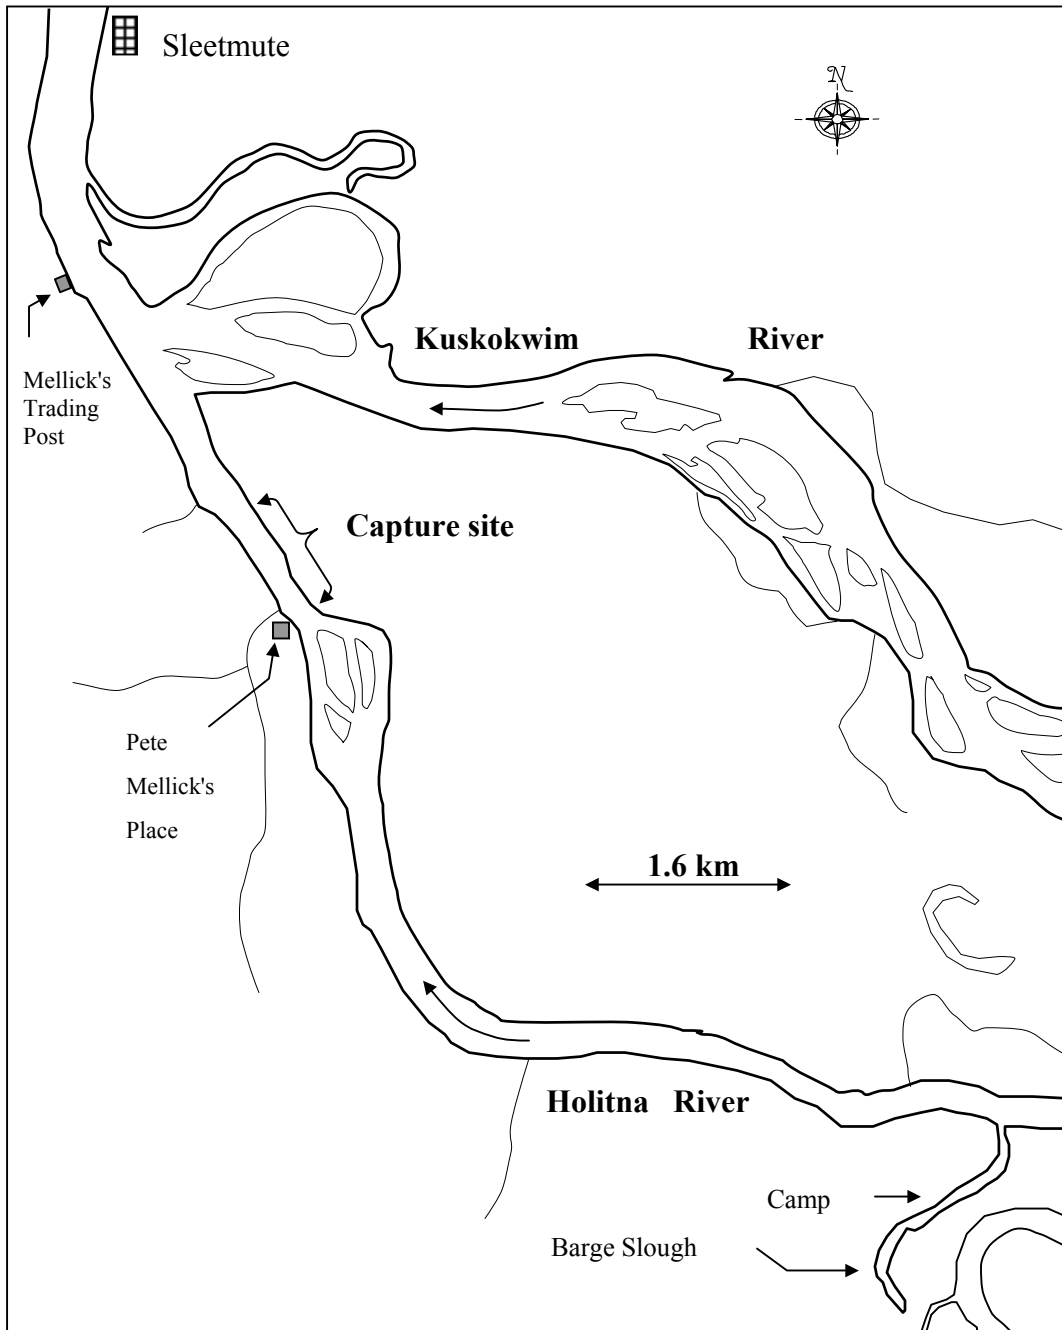 Sleetmute
N
Kuskokwim River
Mellick's
Trading
Post
Capture site
Pete
Mellick's
Place
1.6 km
Holitna River
Camp
Barge Slough